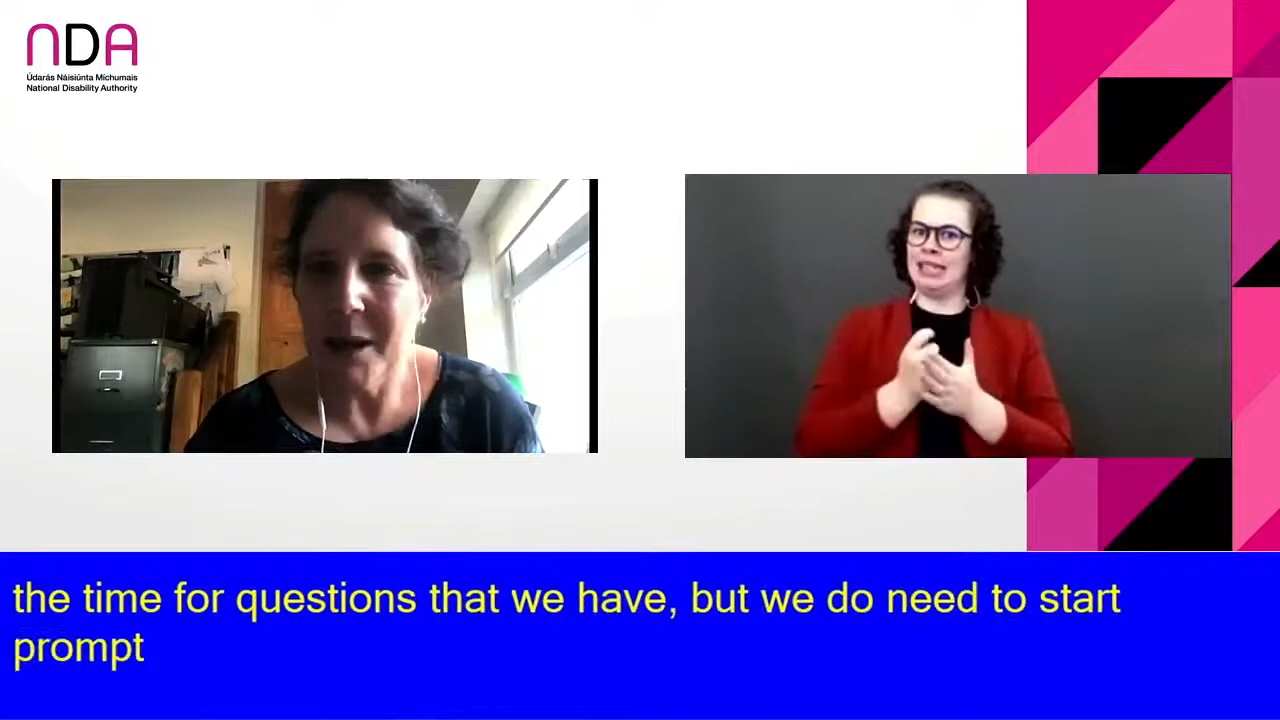 NDA
Údarás Náisiúnta Míchumais
National Disability Authority
the time for questions that we have, but we do need to start
prompt